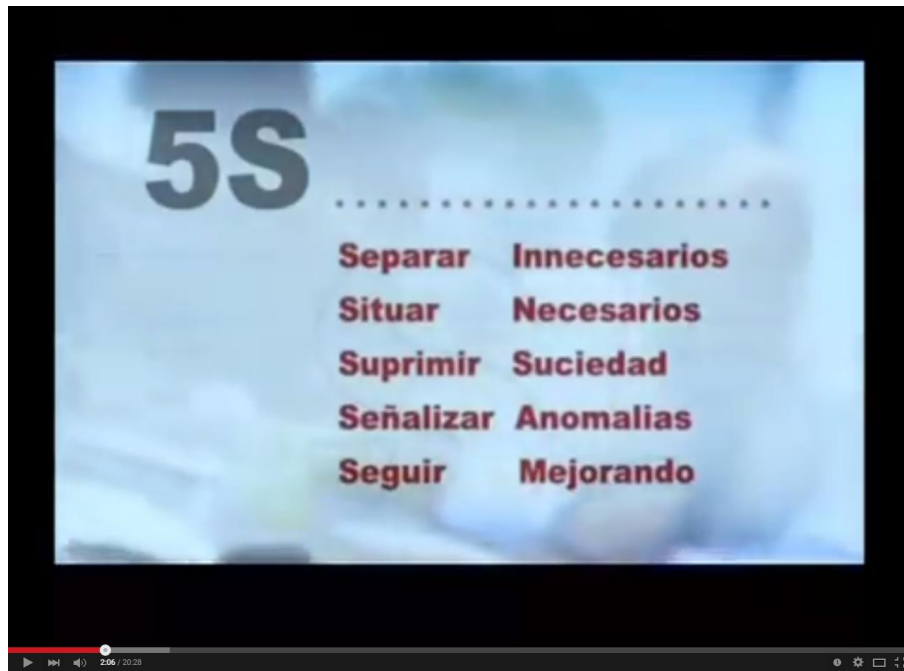 5S
Separar Innecesarios
Situar Necesarios
Suprimir Suciedad
Señalizar Anomalias
Seguir Mejorando
2:06 / 20:28